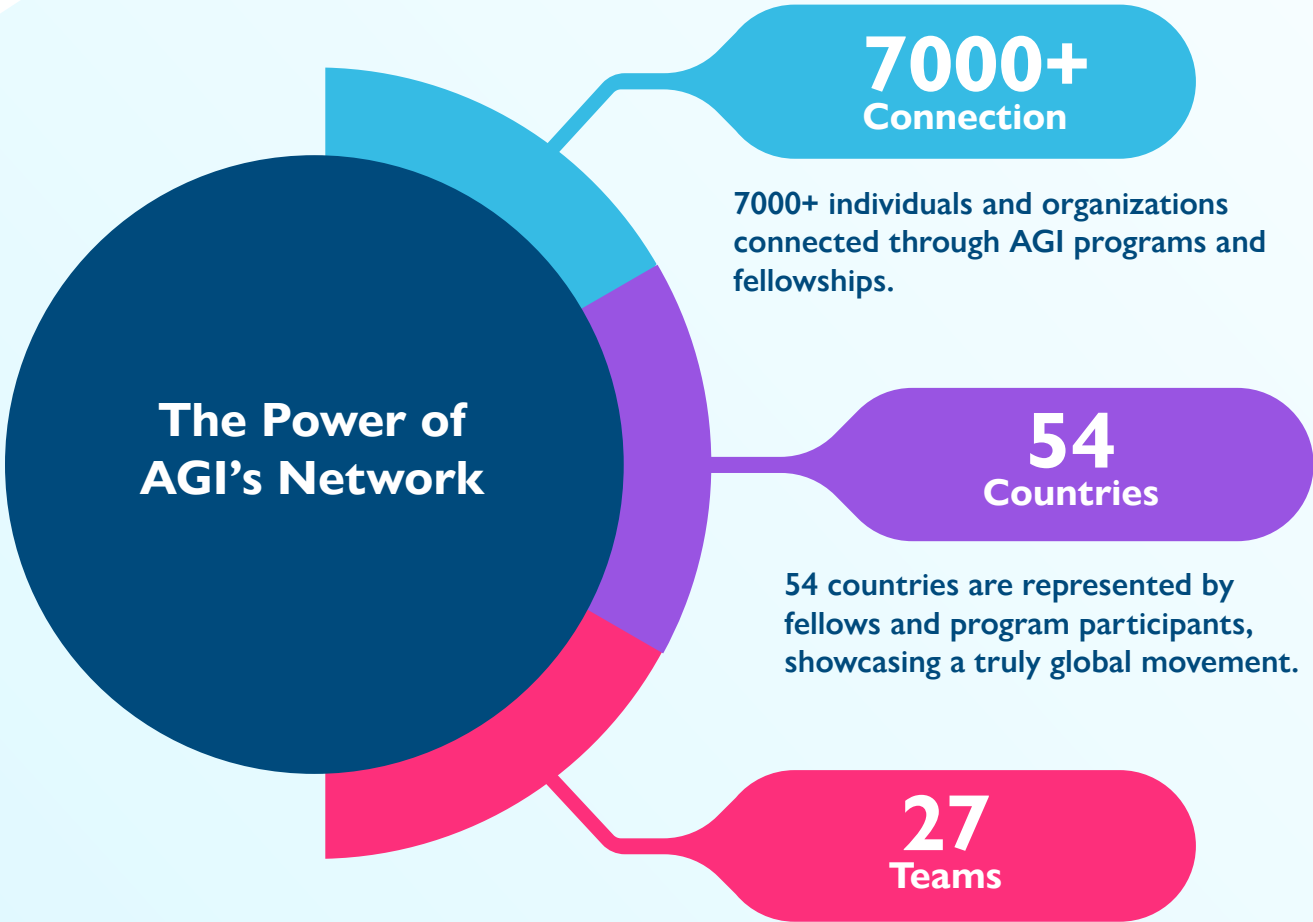 The Power of
AGI’s Network
7000+
Connection
7000+ individuals and organizations
connected through AGI programs and
fellowships.
54
Countries
54 countries are represented by
fellows and program participants,
showcasing a truly global movement.
27
Teams